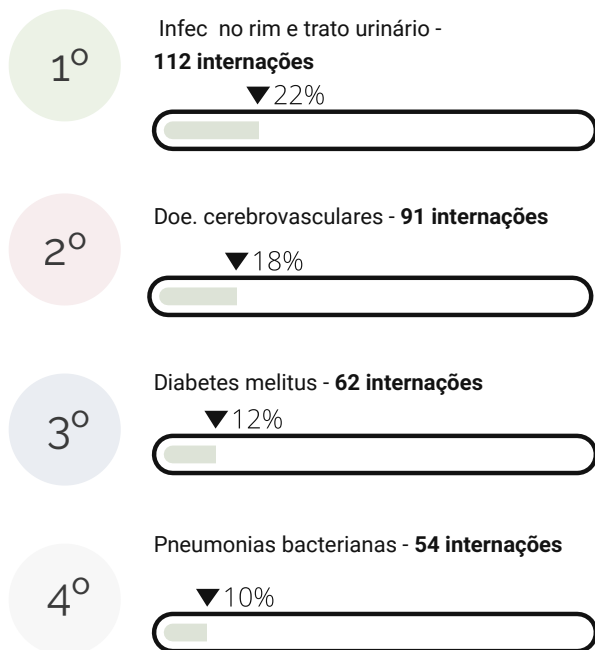 1º
Infec no rim e trato urinário -
112 internações
▼22%
2º
Doe. cerebrovasculares - 91 internações
▼18%
3º
Diabetes melitus - 62 internações
▼12%
4º
Pneumonias bacterianas - 54 internações
▼10%